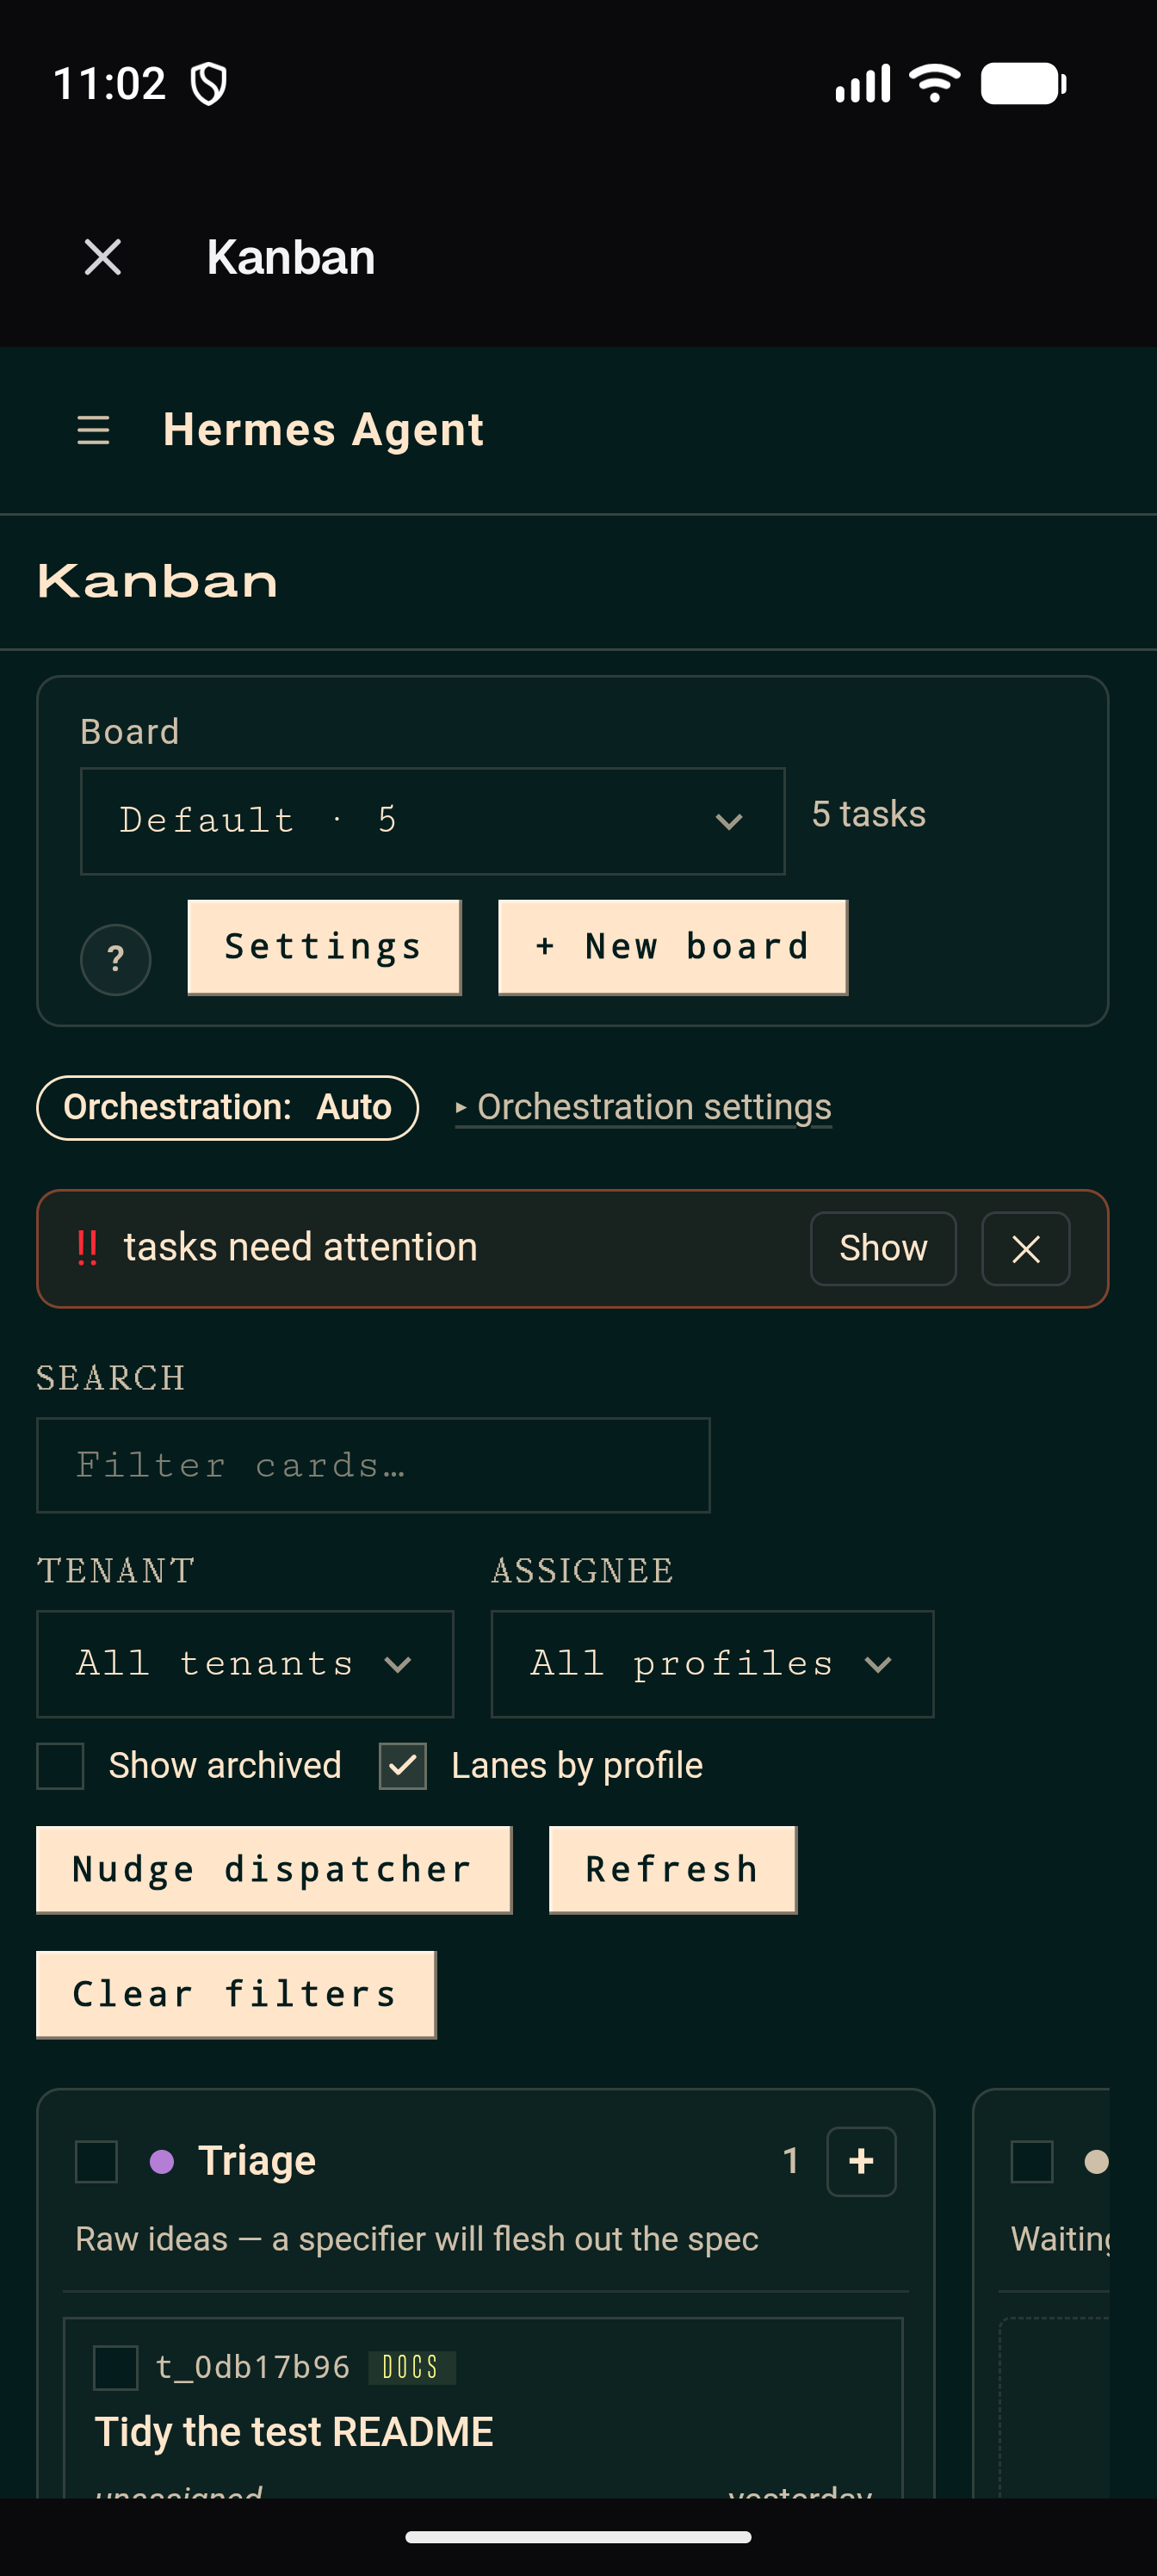 11:02
Kanban
Hermes Agent
Kanban
Board
Default · 5
5 tasks
?
Settings
+ New board
Orchestration: Auto
▸ Orchestration settings
!! tasks need attention
Show
SEARCH
Filter cards…
TENANT
ASSIGNEE
All tenants
All profiles
Show archived
Lanes by profile
Nudge dispatcher
Refresh
Clear filters
Triage
1
+
Raw ideas — a specifier will flesh out the spec
Waiting
t_0db17b96 DOCS
Tidy the test README
unassigned
yesterday